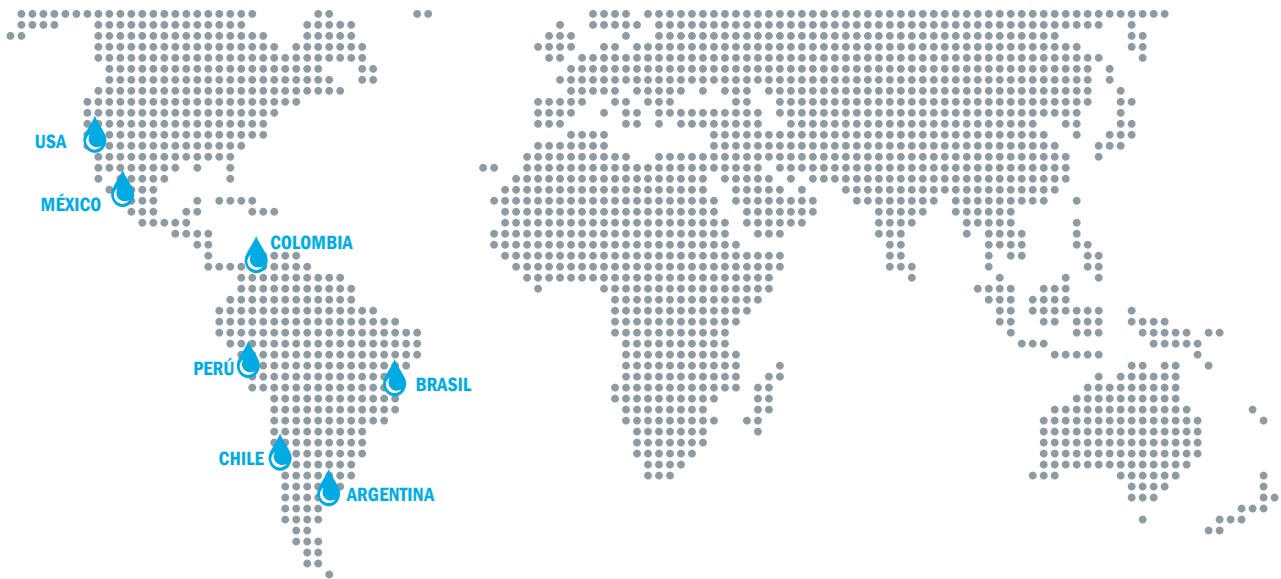 USA
MÉXICO
COLOMBIA
PERÚ
BRASIL
CHILE
ARGENTINA